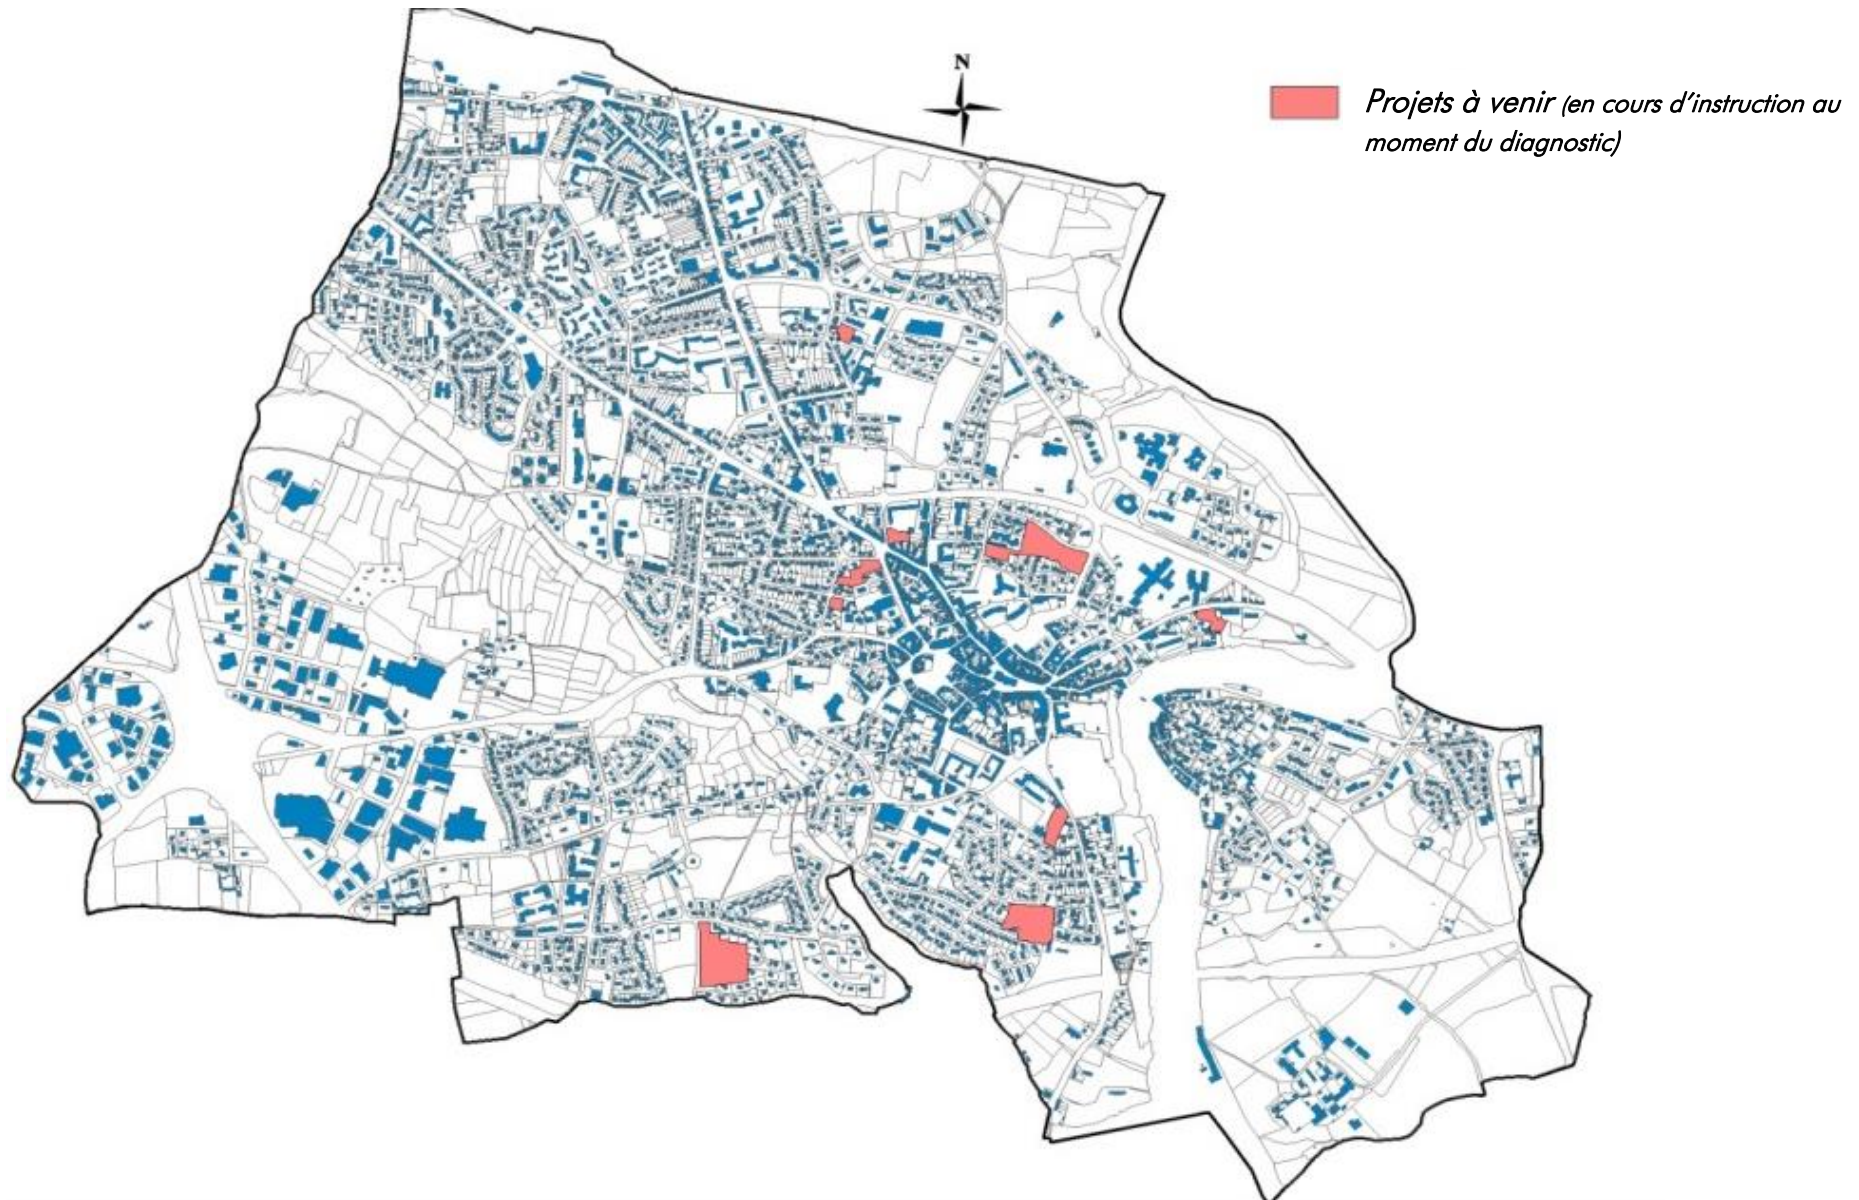 N
Projets à venir (en cours d'instruction au
moment du diagnostic)